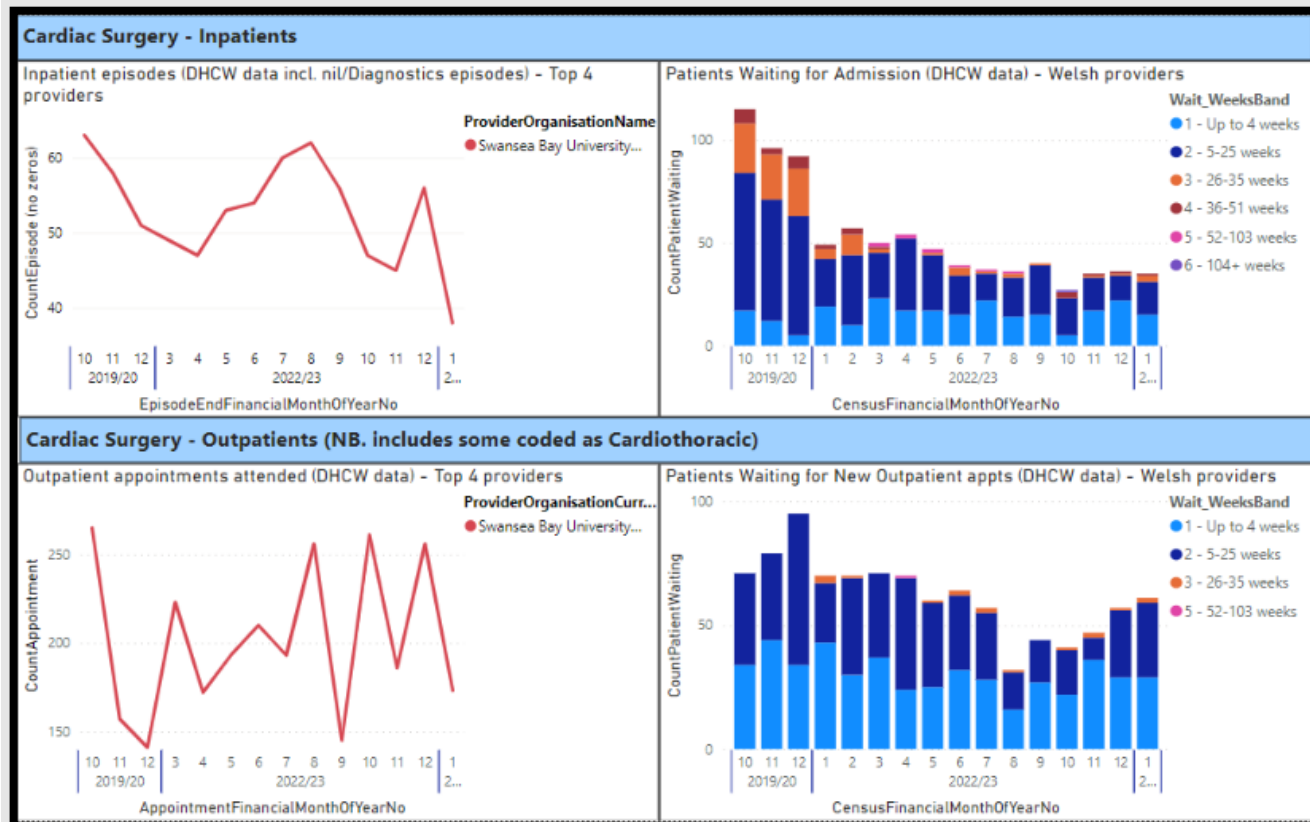 Cardiac Surgery - Inpatients
Inpatient episodes (DHCW data incl. nil/Diagnostics episodes) - Top 4
providers
ProviderOrganisationName
Swansea Bay University...
CountEpisode (no zeros)
60
50
40
10 11 12 3 4 5 6 7 8 9 10 11 12 1
2019/20 2022/23 2...
EpisodeEndFinancialMonthOfYearNo
Patients Waiting for Admission (DHCW data) - Welsh providers
Wait_WeeksBand
1 - Up to 4 weeks
2 - 5-25 weeks
3 - 26-35 weeks
4 - 36-51 weeks
5 - 52-103 weeks
6 - 104+ weeks
CountPatientWaiting
100
50
0
10 11 12 1 2 3 4 5 6 7 8 9 10 11 12 1
2019/20 2022/23 2...
CensusFinancialMonthOfYearNo
Cardiac Surgery - Outpatients (NB. includes some coded as Cardiothoracic)
Outpatient appointments attended (DHCW data) - Top 4 providers
ProviderOrganisationCurr...
Swansea Bay University...
CountAppointment
250
200
150
10 11 12 3 4 5 6 7 8 9 10 11 12 1
2019/20 2022/23 2...
AppointmentFinancialMonthOfYearNo
Patients Waiting for New Outpatient appts (DHCW data) - Welsh providers
Wait_WeeksBand
1 - Up to 4 weeks
2 - 5-25 weeks
3 - 26-35 weeks
5 - 52-103 weeks
CountPatientWaiting
100
50
0
10 11 12 1 2 3 4 5 6 7 8 9 10 11 12 1
2019/20 2022/23 2...
CensusFinancialMonthOfYearNo